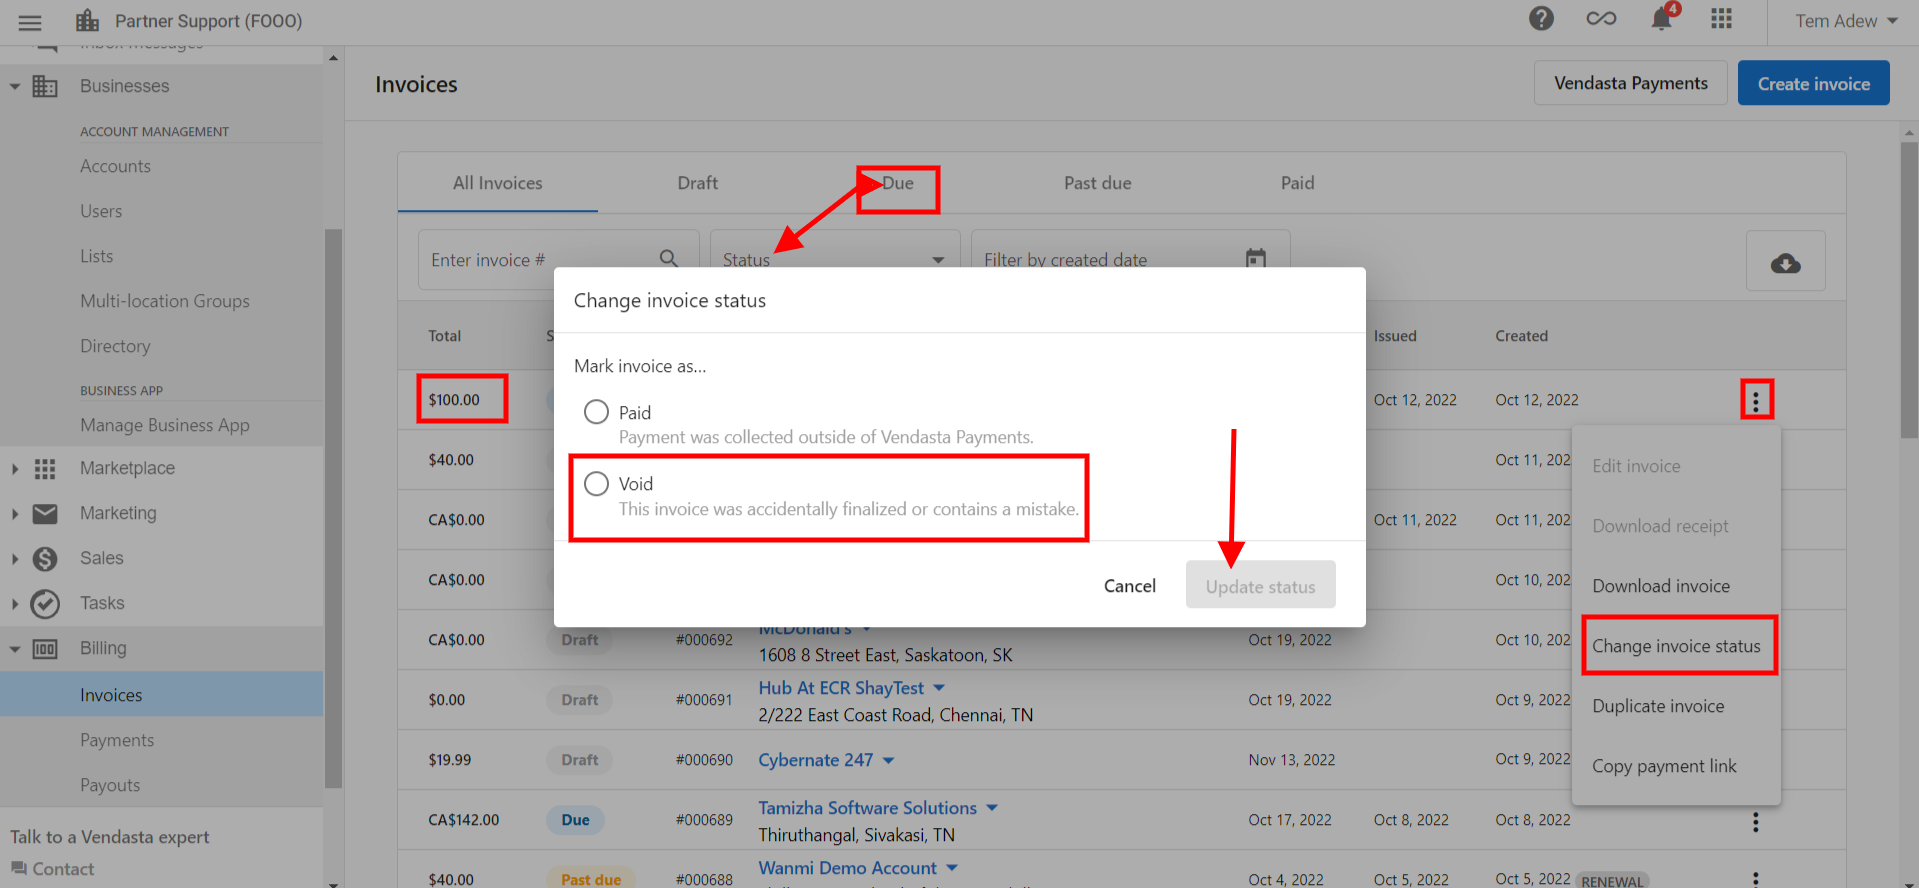 Partner Support (FOOO)
4
Tem Adew
Inbox Messages
Businesses
ACCOUNT MANAGEMENT
Accounts
Users
Lists
Multi-location Groups
Directory
BUSINESS APP
Manage Business App
Marketplace
Marketing
Sales
Tasks
Billing
Invoices
Payments
Payouts
Talk to a Vendasta expert
Contact
Invoices
Vendasta Payments
Create invoice
All Invoices Draft Due Past due Paid
Enter invoice # Status Filter by created date
Total S Issued Created
$100.00 Oct 12, 2022 Oct 12, 2022
$40.00 Oct 11, 202
CA$0.00 Oct 11, 2022 Oct 11, 202
CA$0.00 Oct 10, 202
CA$0.00 Draft #000692 McDonald's Oct 19, 2022 Oct 10, 202
1608 8 Street East, Saskatoon, SK
$0.00 Draft #000691 Hub At ECR ShayTest Oct 19, 2022 Oct 9, 2022
2/222 East Coast Road, Chennai, TN
$19.99 Draft #000690 Cybernate 247 Nov 13, 2022 Oct 9, 2022
CA$142.00 Due #000689 Tamizha Software Solutions Oct 17, 2022 Oct 8, 2022 Oct 8, 2022
Thiruthangal, Sivakasi, TN
$40.00 Past due #000688 Wanmi Demo Account Oct 4, 2022 Oct 5, 2022 Oct 5, 2022 RENEWAL
Change invoice status
Mark invoice as...
Paid
Payment was collected outside of Vendasta Payments.
Void
This invoice was accidentally finalized or contains a mistake.
Cancel
Update status
Edit invoice
Download receipt
Download invoice
Change invoice status
Duplicate invoice
Copy payment link